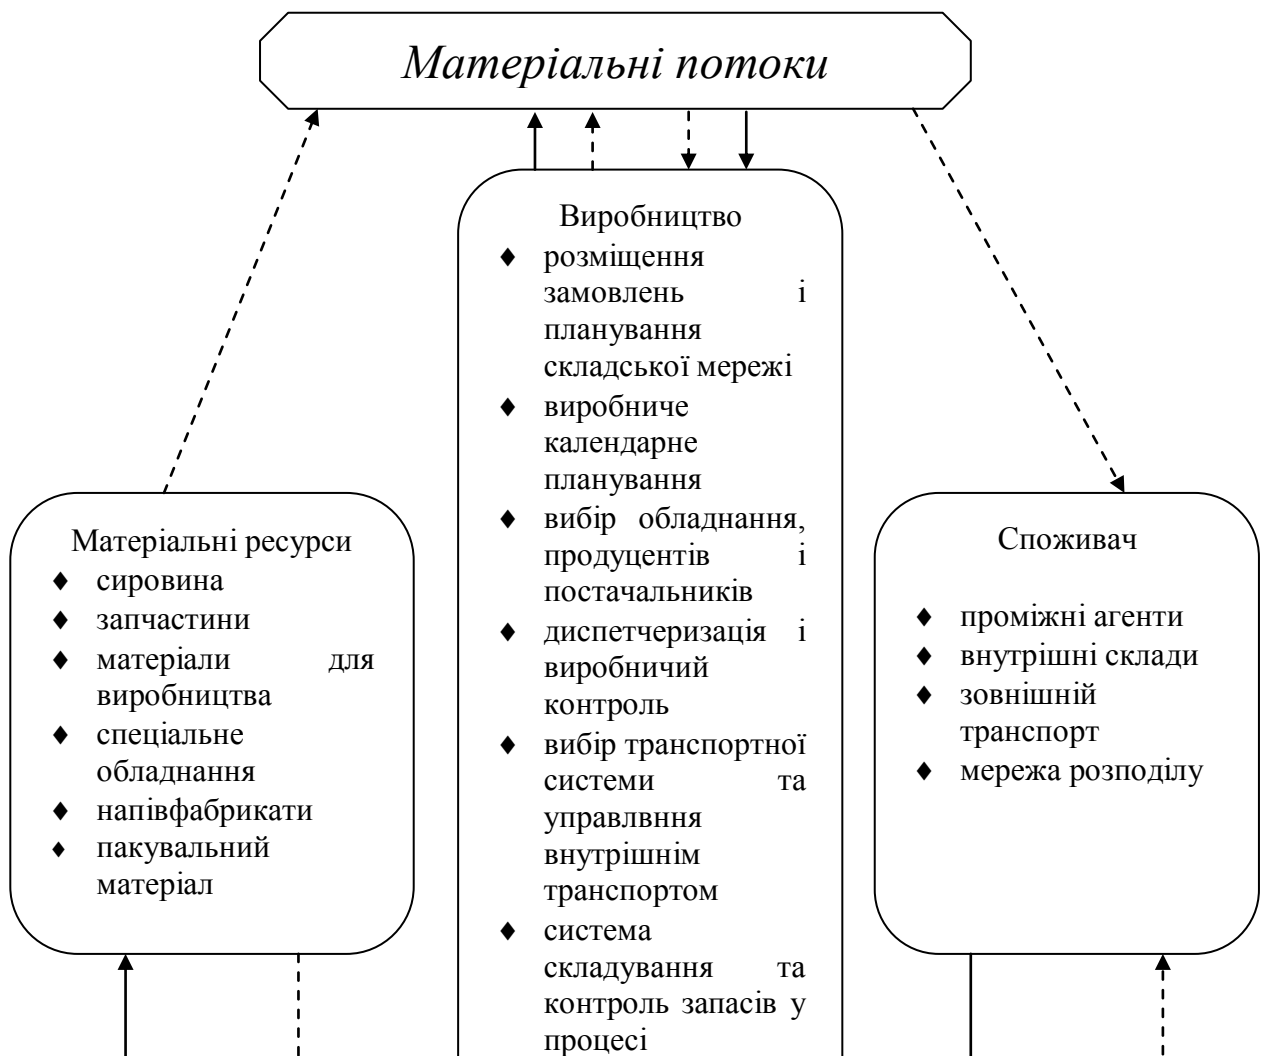 Матеріальні потоки
Виробництво
♦ розміщення
замовлень і
планування
складської мережі
♦ виробниче
календарне
планування
♦ вибір обладнання,
продуцентів і
постачальників
♦ диспетчеризація і
виробничий
контроль
♦ вибір транспортної
системи та
управлвння
внутрішнім
транспортом
♦ система
складування та
контроль запасів у
процесі
Матеріальні ресурси
♦ сировина
♦ запчастини
♦ матеріали для
виробництва
♦ спеціальне
обладнання
♦ напівфабрикати
♦ пакувальний
матеріал
Споживач
♦ проміжні агенти
♦ внутрішні склади
♦ зовнішній
транспорт
♦ мережа розподілу